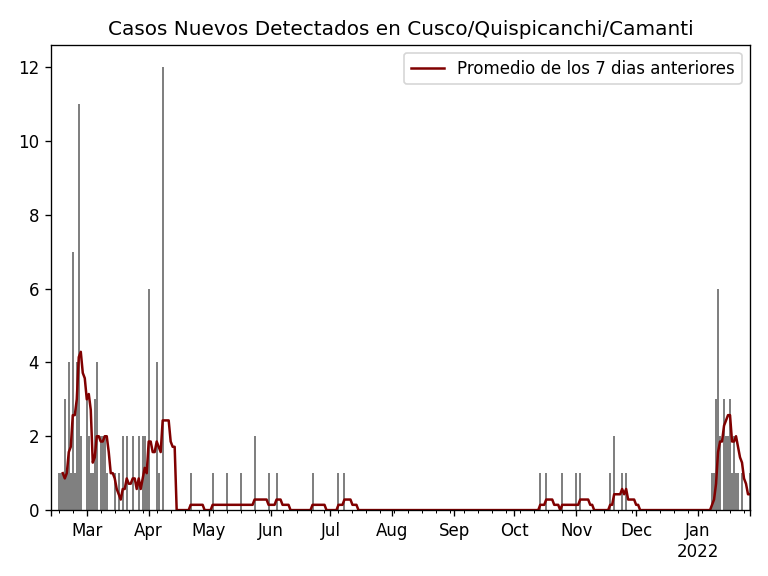 Casos Nuevos Detectados en Cusco/Quispicanchi/Camanti
Promedio de los 7 dias anteriores
12
10
8
6
4
2
0
Mar Apr May Jun Jul Aug Sep Oct Nov Dec Jan
2022